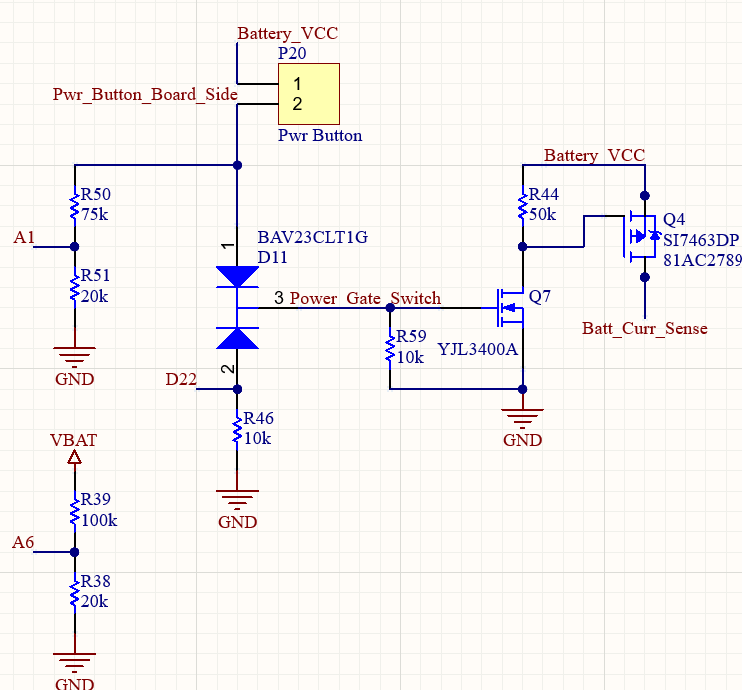 Battery_VCC
P20
1
2
Pwr_Button_Board_Side
Pwr Button
R50
75k
A1
R51
20k
GND
1
BAV23CLT1G
D11
3
Power_Gate_Switch
2
D22
R46
10k
GND
R59
10k
Battery_VCC
R44
50k
Q4
SI7463DP
81AC2789
Batt_Curr_Sense
Q7
YJL3400A
GND
VBAT
R39
100k
A6
R38
20k
GND